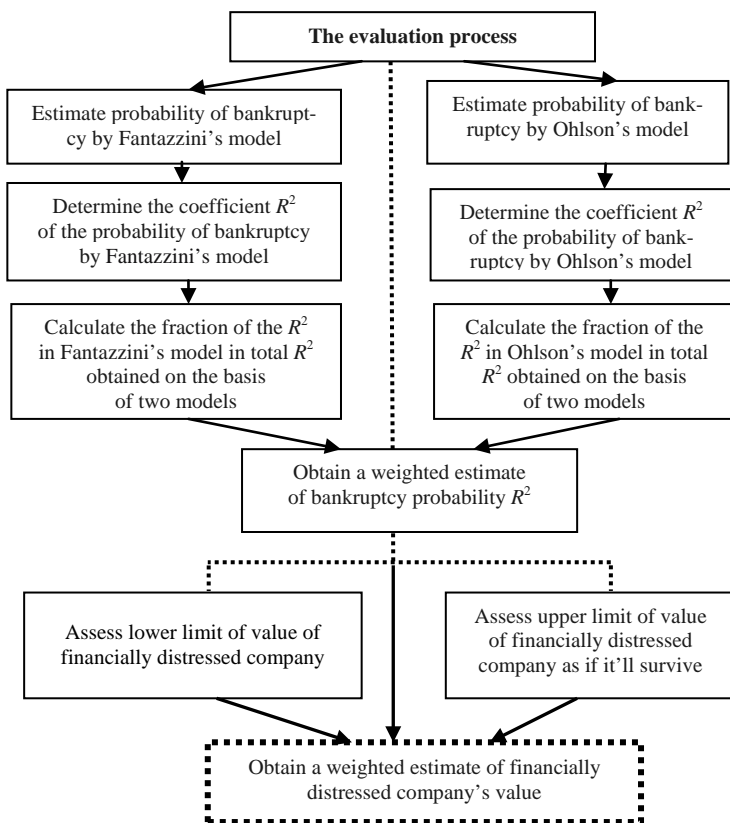 The evaluation process
Estimate probability of bankrupt-
cy by Fantazzini's model
Estimate probability of bank-
ruptcy by Ohlson's model
Determine the coefficient R²
of the probability of bankruptcy
by Fantazzini's model
Determine the coefficient R²
of the probability of bank-
ruptcy by Ohlson's model
Calculate the fraction of the R²
in Fantazzini's model in total R²
obtained on the basis
of two models
Calculate the fraction of the
R² in Ohlson's model in total
R² obtained on the basis
of two models
Obtain a weighted estimate
of bankruptcy probability R²
Assess lower limit of value of
financially distressed company
Assess upper limit of value
of financially distressed
company as if it'll survive
Obtain a weighted estimate of financially
distressed company's value